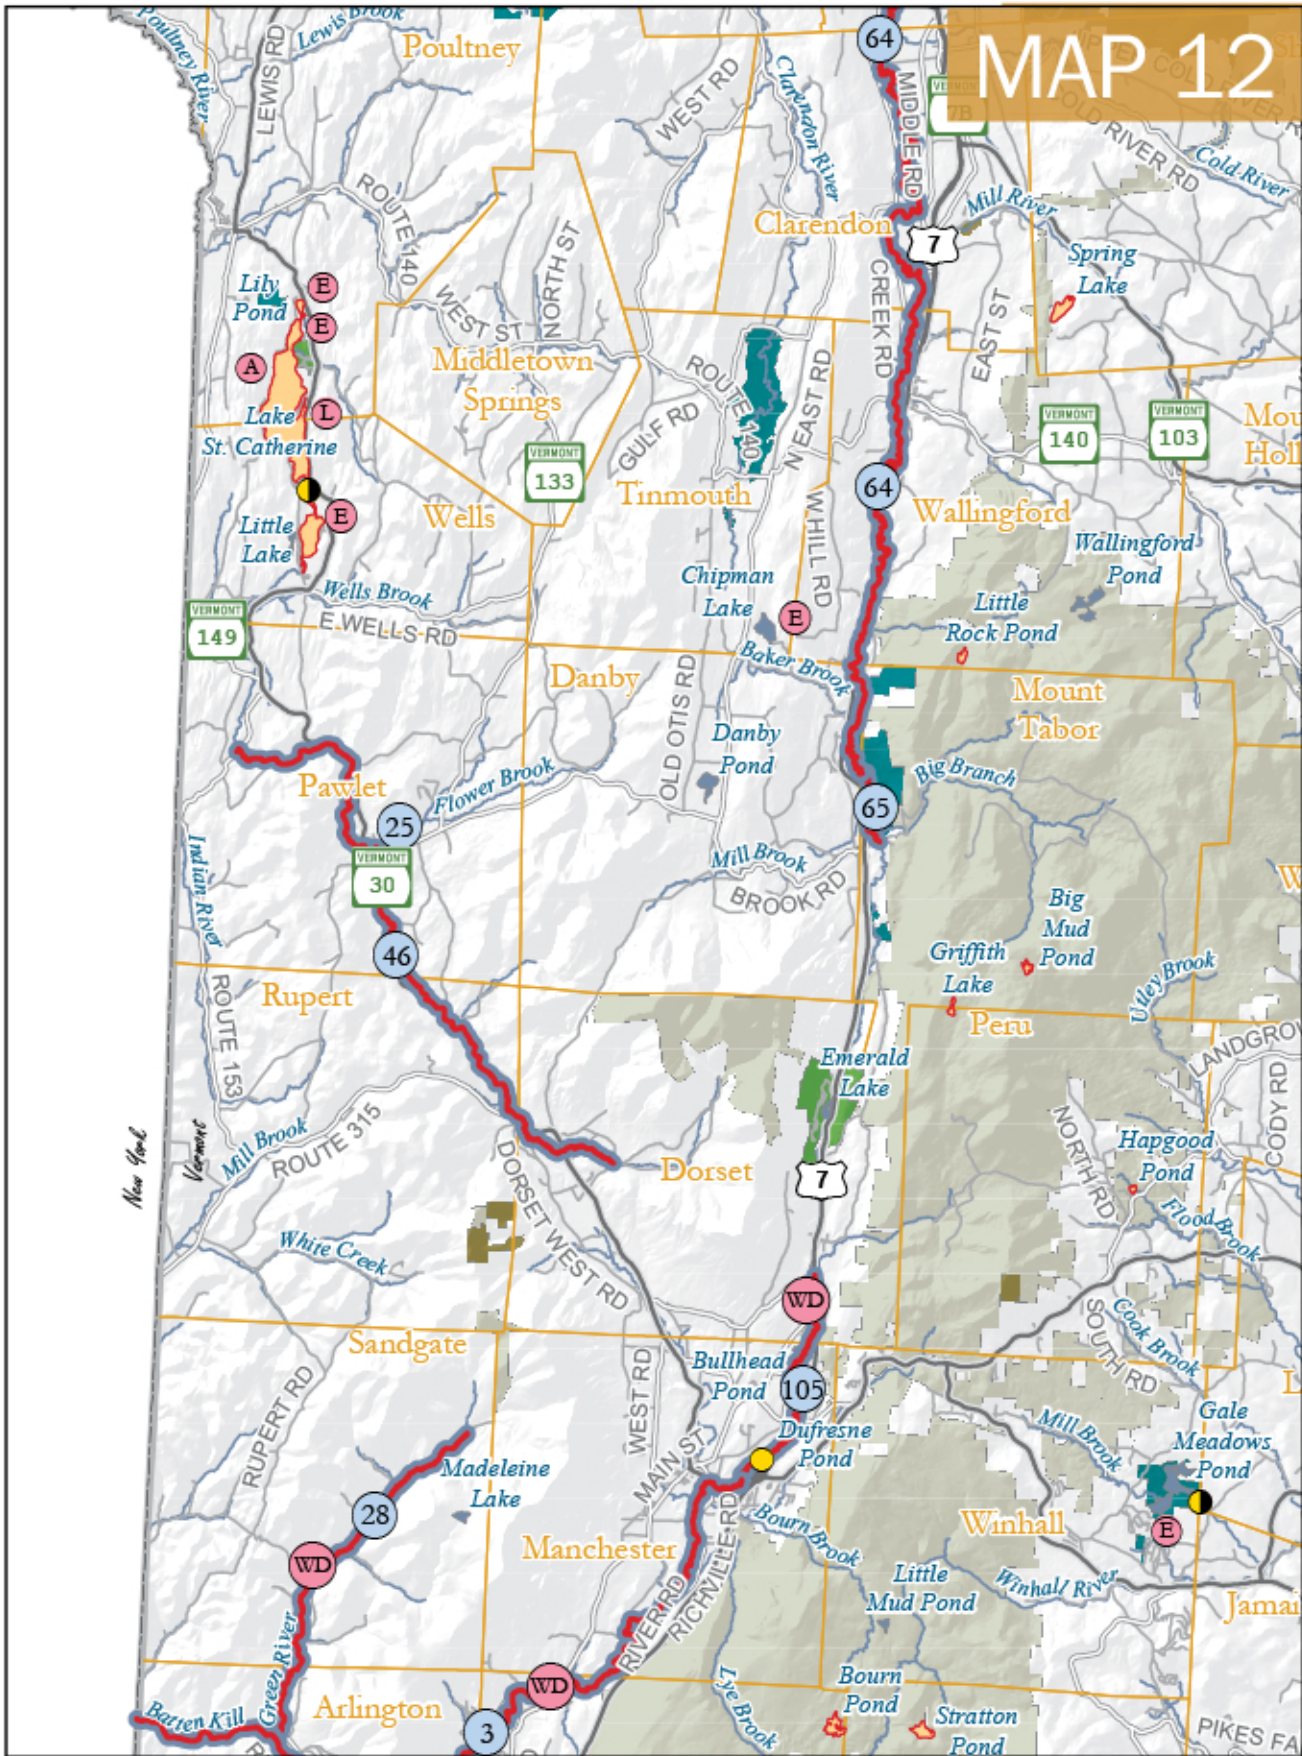 MAP 12
Poultney River
Lewis Brook
LEWIS RD
Poultney
WEST RD
Clarendon River
64
MIDDLE RD
VERMONT
7B
COLD RIVER RD
Cold River
Mill River
ROUTE 140
NORTH ST
Clarendon
7
Spring
Lake
Lily
Pond
E
E
WEST ST
Middletown
Springs
CREEK RD
EAST ST
A
L
Lake
St. Catherine
ROUTE 140
GULF RD
N EAST RD
VERMONT
140
VERMONT
103
Mou
Holl
VERMONT
133
Tinmouth
64
Wallingford
Wells
E
Little
Lake
W HILL RD
Wallingford
Pond
Chipman
Lake
E
Little
Rock Pond
Wells Brook
E WELLS RD
VERMONT
149
Baker Brook
Danby
OLD OTIS RD
Mount
Tabor
Danby
Pond
Big Branch
Pawlet
Flower Brook
25
65
VERMONT
30
Indian River
Mill Brook
BROOK RD
Big
Mud
Pond
W
46
Griffith
Lake
Utley Brook
Rupert
ROUTE 153
Peru
LANDGRO
Emerald
Lake
CODY RD
New York
Vermont
Mill Brook
ROUTE 315
NORTH RD
Hapgood
Pond
Dorset
7
DORSET WEST RD
Flood Brook
White Creek
WD
Cook Brook
SOUTH RD
Sandgate
RUPERT RD
WEST RD
Bullhead
Pond
105
L
Gale
Meadows
Pond
Mill Brook
Dufresne
Pond
MAIN ST
Madeleine
Lake
28
E
Winhall
WD
Manchester
Bourn Brook
RICHVILLE RD
RIVER RD
Little
Mud Pond
Winhall River
Jamai
Green River
WD
Lye Brook
Bourn
Pond
Batten Kill
Arlington
3
Stratton
Pond
PIKES FA